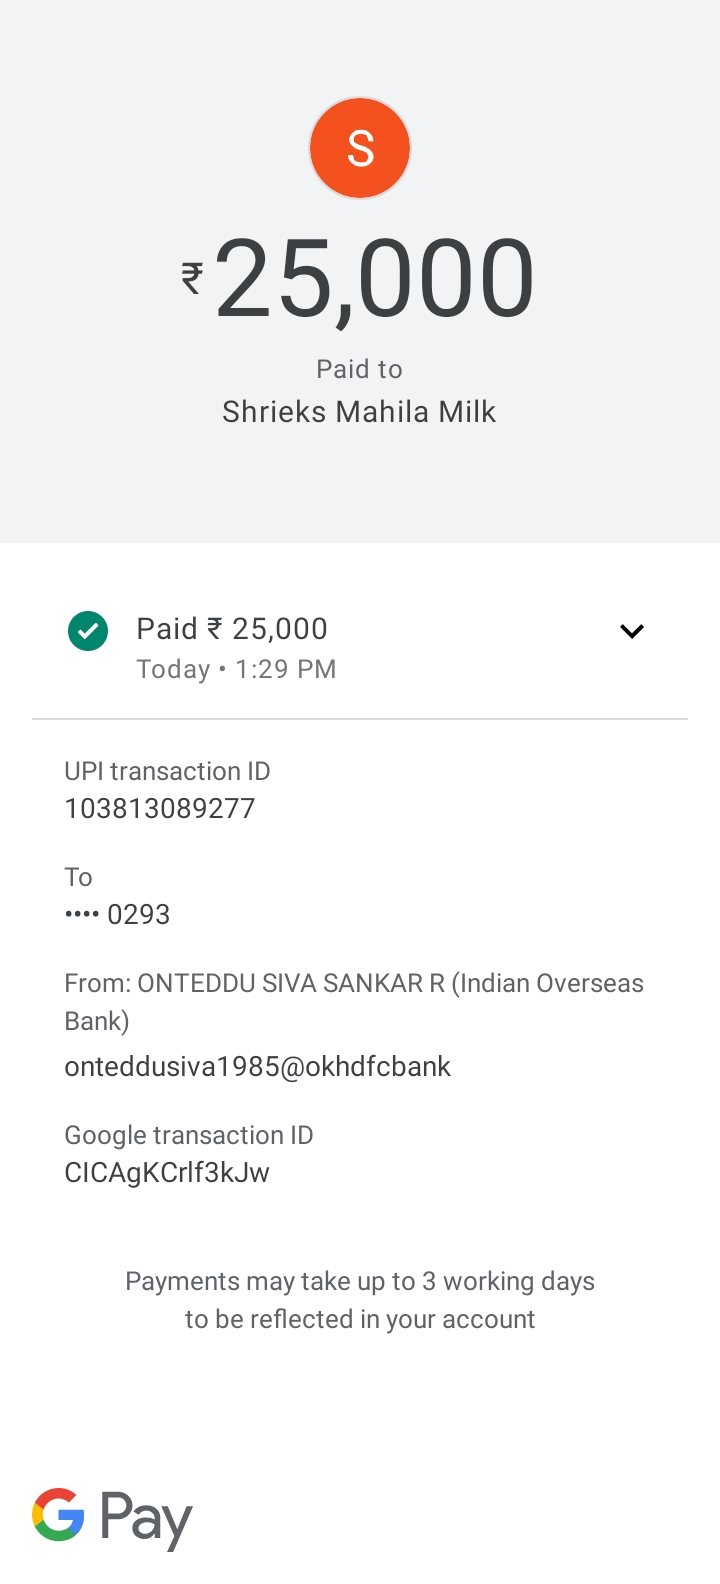 S
₹25,000
Paid to
Shrieks Mahila Milk
Paid ₹ 25,000
Today • 1:29 PM
UPI transaction ID
103813089277
To
•••• 0293
From: ONTEDDU SIVA SANKAR R (Indian Overseas
Bank)
onteddusiva1985@okhdfcbank
Google transaction ID
CICAgKCrlf3kJw
Payments may take up to 3 working days
to be reflected in your account
G Pay